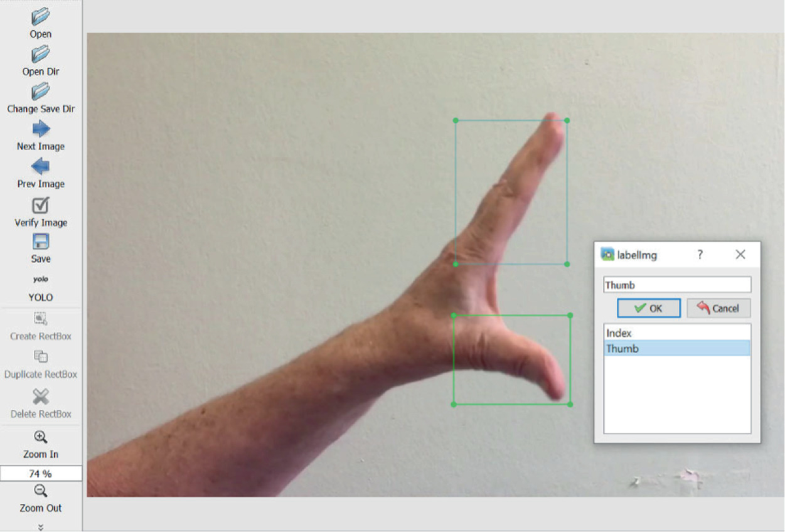 Open
Open Dir
Change Save Dir
Next Image
Prev Image
Verify Image
Save
yolo
YOLO
Create RectBox
Duplicate RectBox
Delete RectBox
Zoom In
74 %
Zoom Out
labelImg ?
Thumb
OK Cancel
Index
Thumb